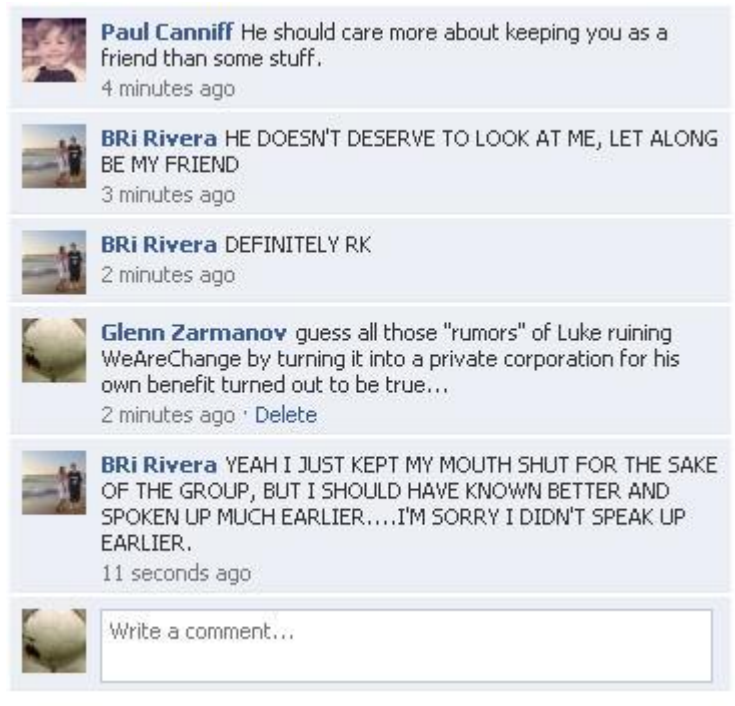 Paul Canniff He should care more about keeping you as a
friend than some stuff.
4 minutes ago
BRi Rivera HE DOESN'T DESERVE TO LOOK AT ME, LET ALONG
BE MY FRIEND
3 minutes ago
BRi Rivera DEFINITELY RK
2 minutes ago
Glenn Zarmanov guess all those "rumors" of Luke ruining
WeAreChange by turning it into a private corporation for his
own benefit turned out to be true...
2 minutes ago · Delete
BRi Rivera YEAH I JUST KEPT MY MOUTH SHUT FOR THE SAKE
OF THE GROUP, BUT I SHOULD HAVE KNOWN BETTER AND
SPOKEN UP MUCH EARLIER....I'M SORRY I DIDN'T SPEAK UP
EARLIER.
11 seconds ago
Write a comment...